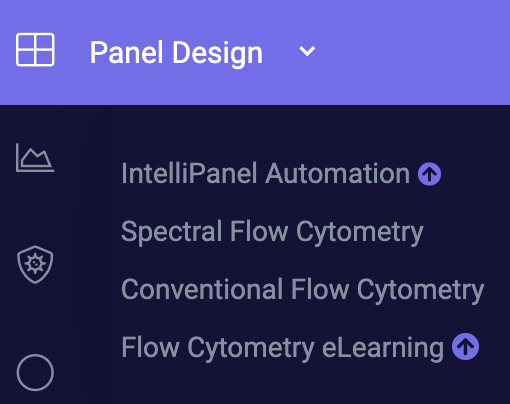 Panel Design
IntelliPanel Automation
Spectral Flow Cytometry
Conventional Flow Cytometry
Flow Cytometry eLearning